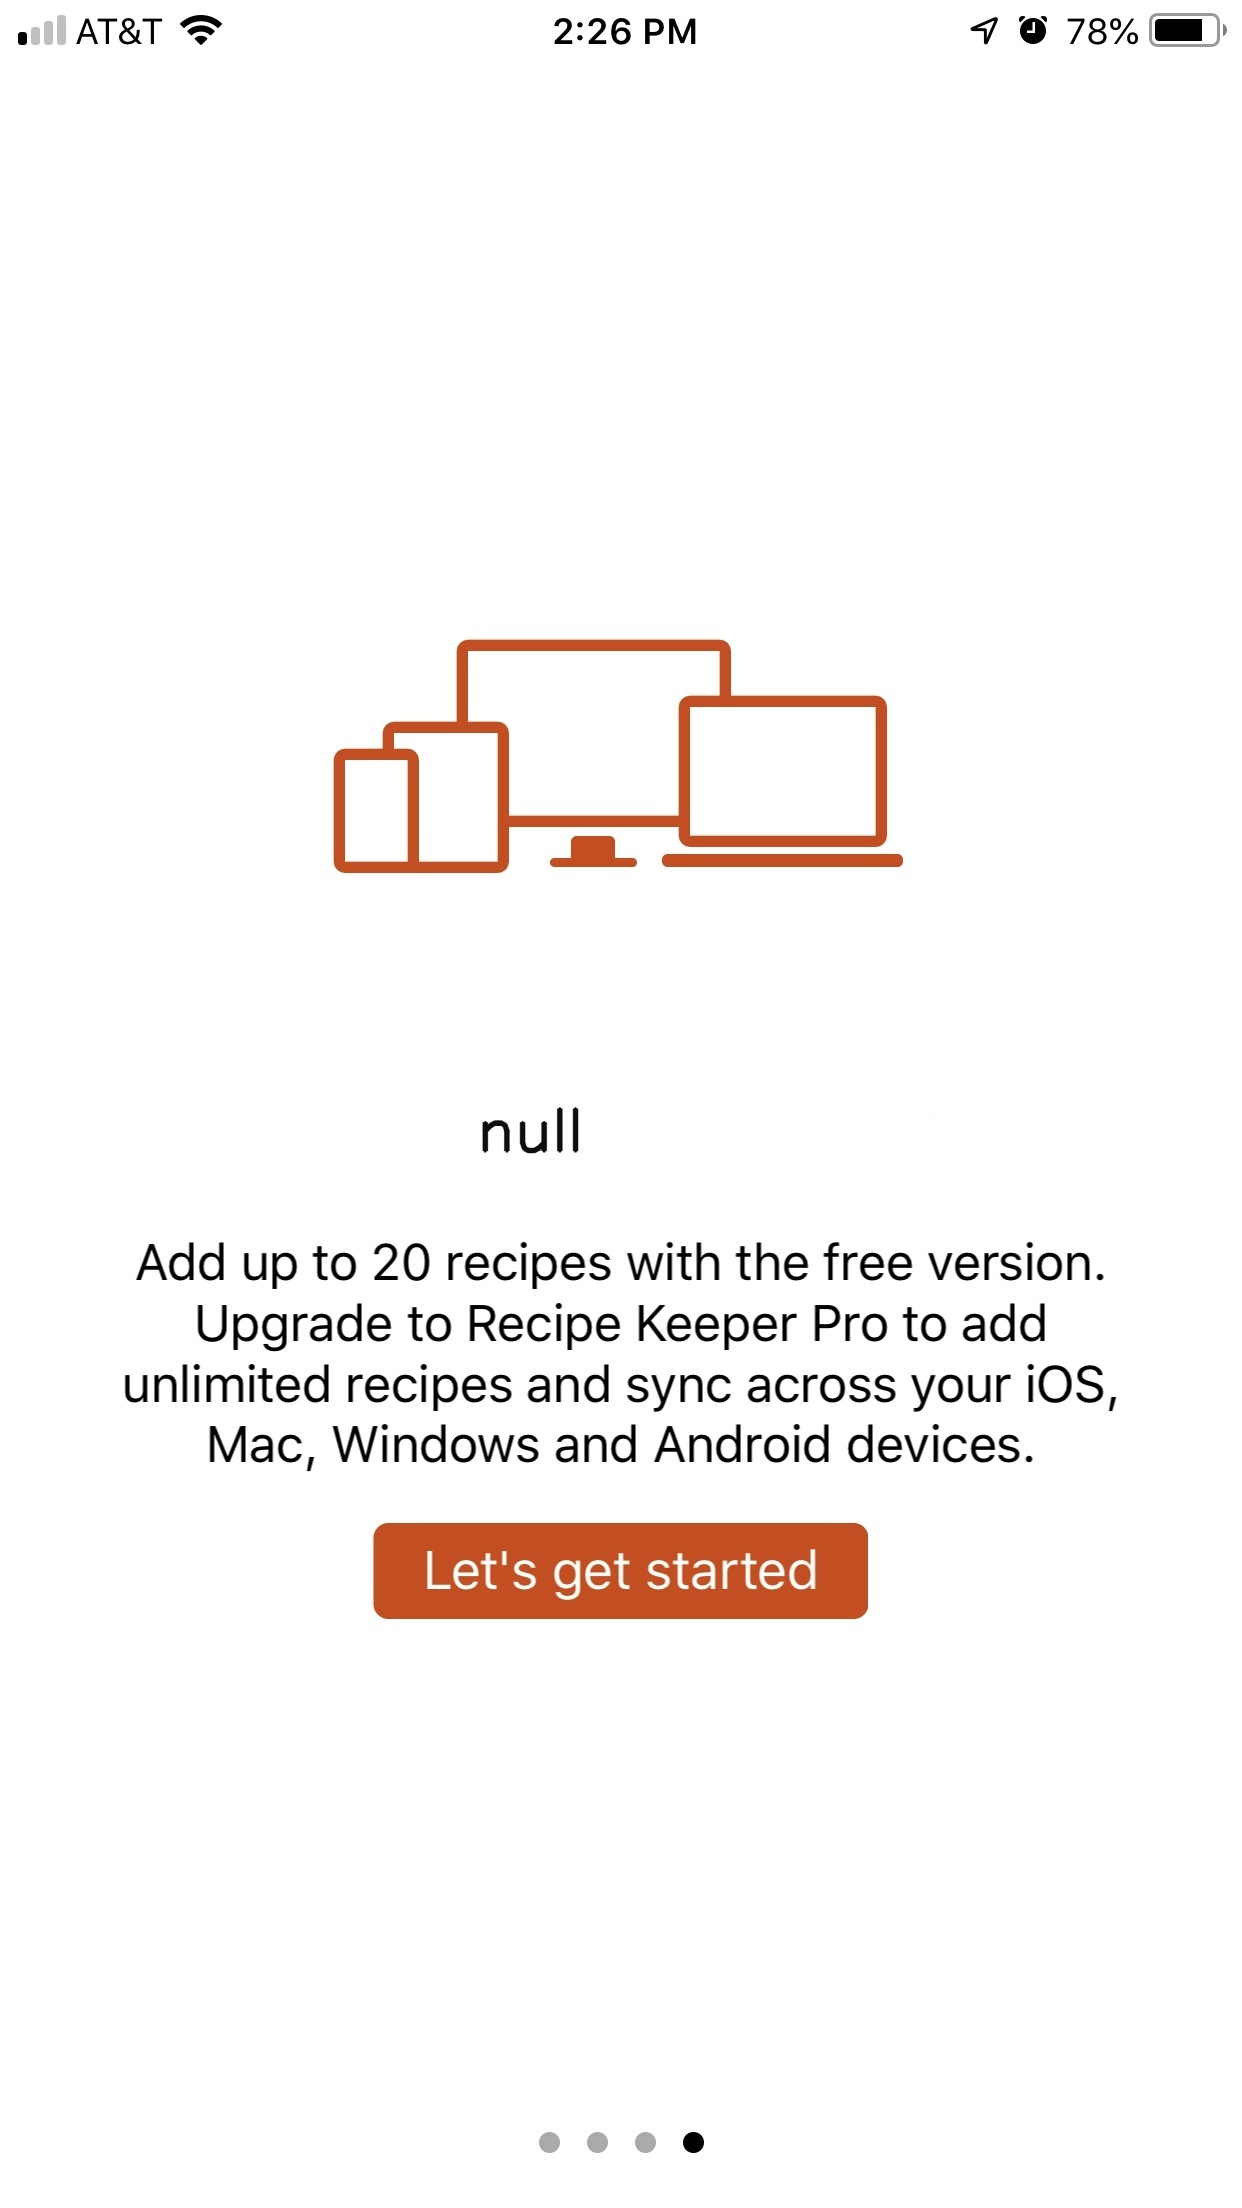 AT&T 2:26 PM 78%
null
Add up to 20 recipes with the free version.
Upgrade to Recipe Keeper Pro to add
unlimited recipes and sync across your iOS,
Mac, Windows and Android devices.
Let's get started